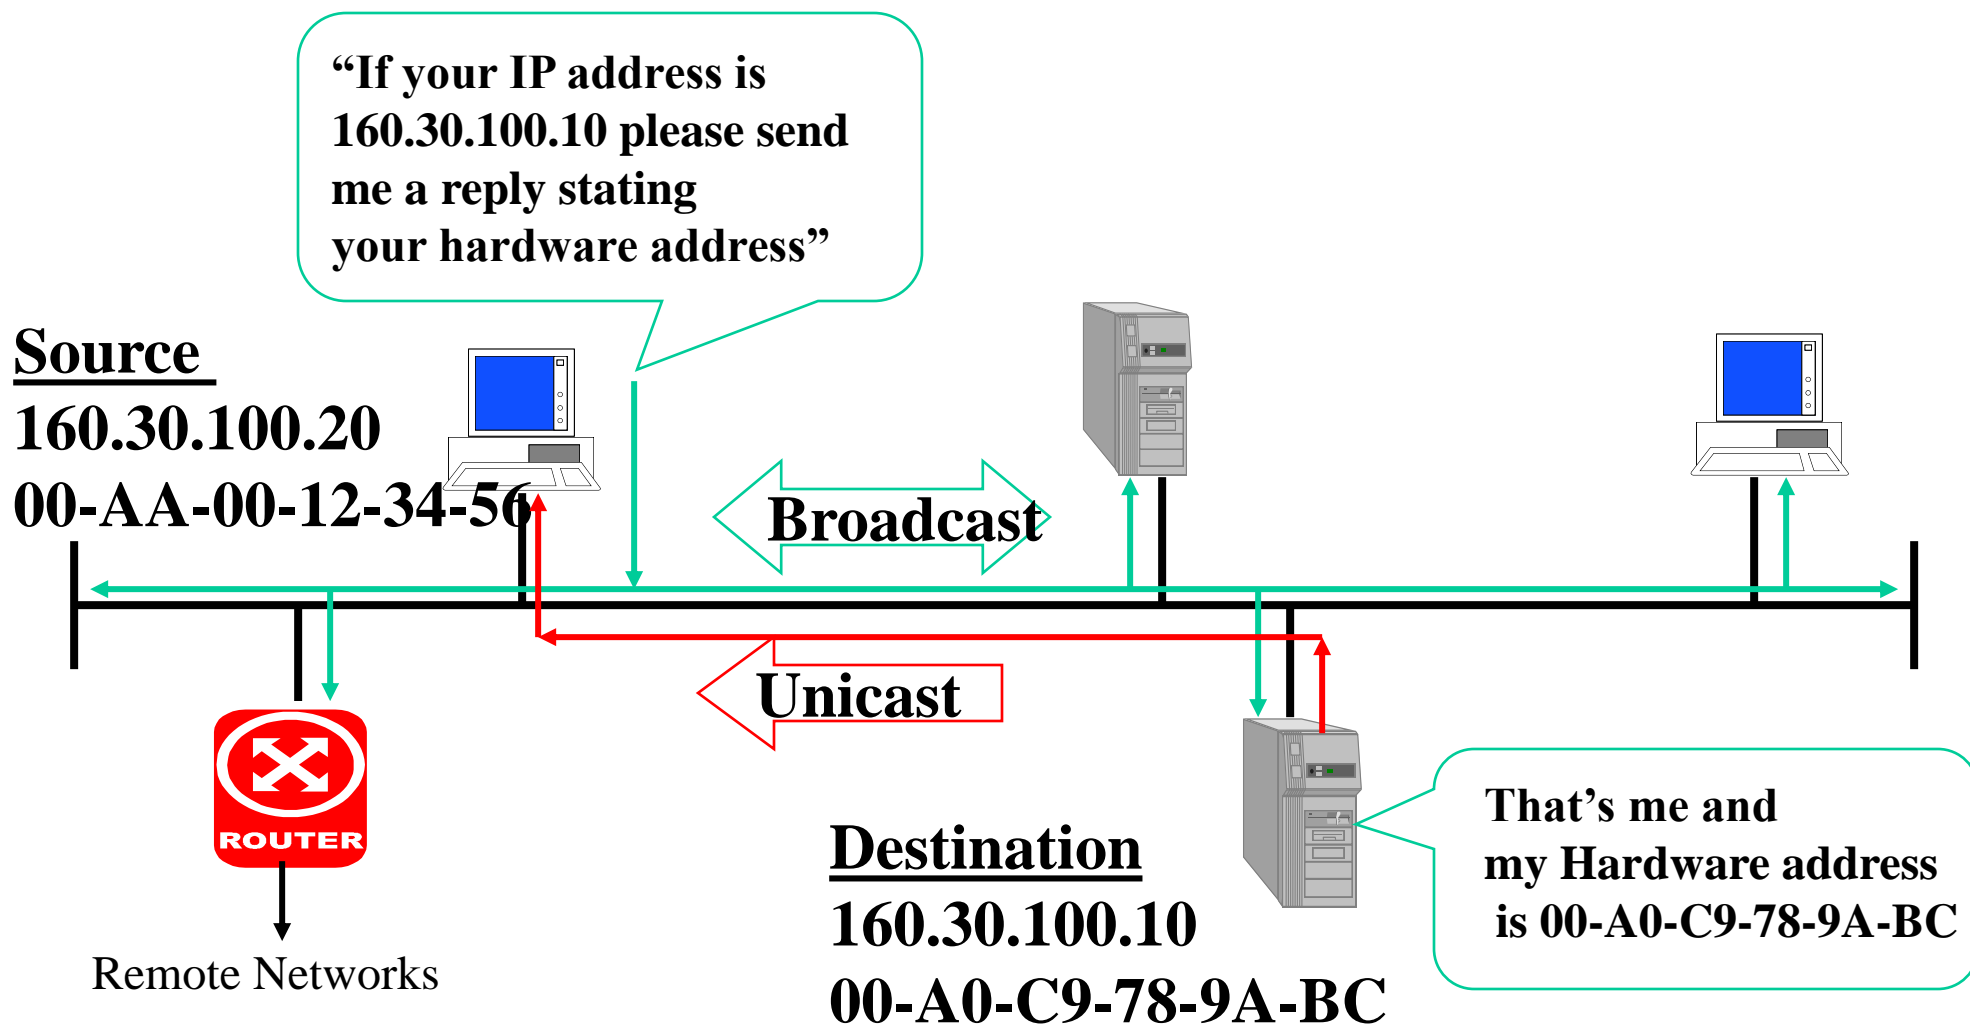 “If your IP address is
160.30.100.10 please send
me a reply stating
your hardware address”
Source
160.30.100.20
00-AA-00-12-34-56
Broadcast
Unicast
ROUTER
Remote Networks
Destination
160.30.100.10
00-A0-C9-78-9A-BC
That’s me and
my Hardware address
is 00-A0-C9-78-9A-BC